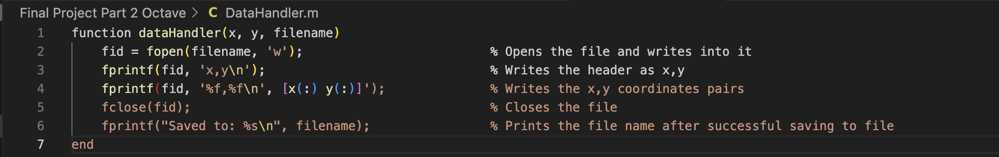 Final Project Part 2 Octave > C DataHandler.m
1 function dataHandler(x, y, filename)
2 fid = fopen(filename, 'w'); % Opens the file and writes into it
3 fprintf(fid, 'x,y\n'); % Writes the header as x,y
4 fprintf(fid, '%f,%f\n', [x(:) y(:)]'); % Writes the x,y coordinates pairs
5 fclose(fid); % Closes the file
6 fprintf("Saved to: %s\n", filename); % Prints the file name after successful saving to file
7 end